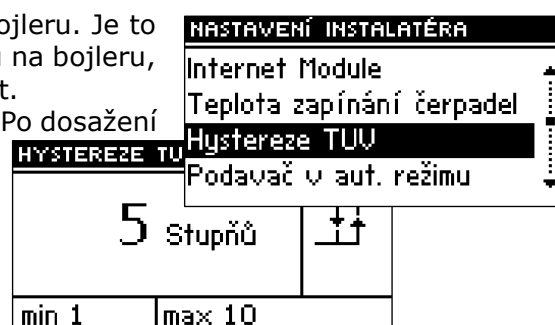 ojleru. Je to
na bojleru,
t.
Po dosažení
NASTAVENÍ INSTALATÉRA
Internet Module
Teplota zapínání čerpadel
Hystereze TUV
Podavač v aut. režimu
HYSTEREZE TU
5 Stupňů
min 1 max 10